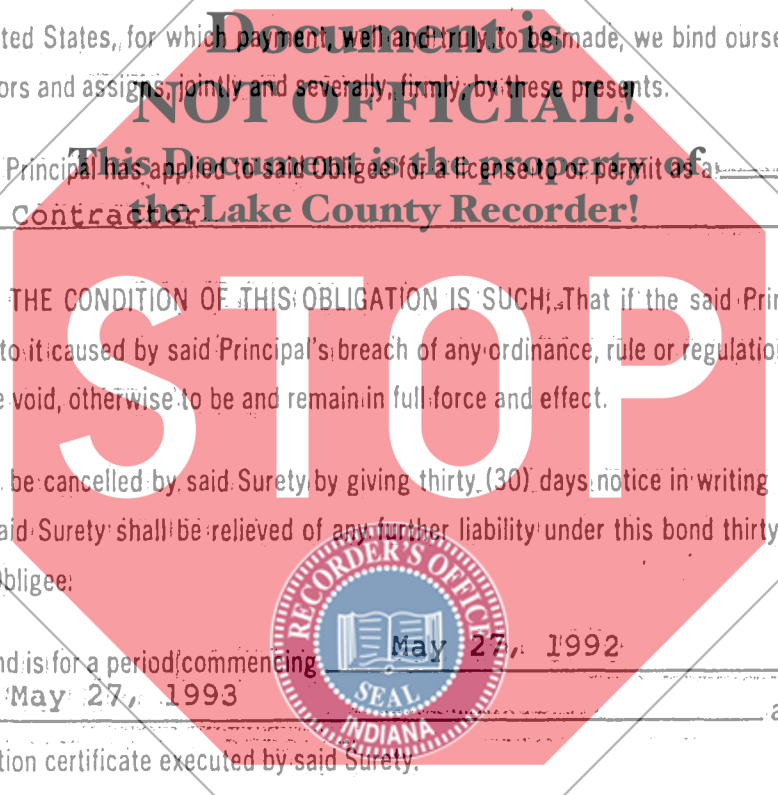 ted States, for which payment, well and truly to be made, we bind ourse
Document is
ors and assigns, jointly and severally, firmly, by these presents.
NOT OFFICIAL!
Principal has applied to said Obligee for a license to or permit as a
This Document is the property of
Contractor
the Lake County Recorder!
THE CONDITION OF THIS OBLIGATION IS SUCH, That if the said Prin
to it caused by said Principal's breach of any ordinance, rule or regulation
STOP
e void, otherwise to be and remain in full force and effect.
be cancelled by said Surety by giving thirty (30) days notice in writing
aid Surety shall be relieved of any further liability under this bond thirty
Obligee.
RECORDER'S OFFICE
SEAL
INDIANA
nd is for a period commencing May 27, 1992
May 27, 1993 a
tion certificate executed by said Surety.